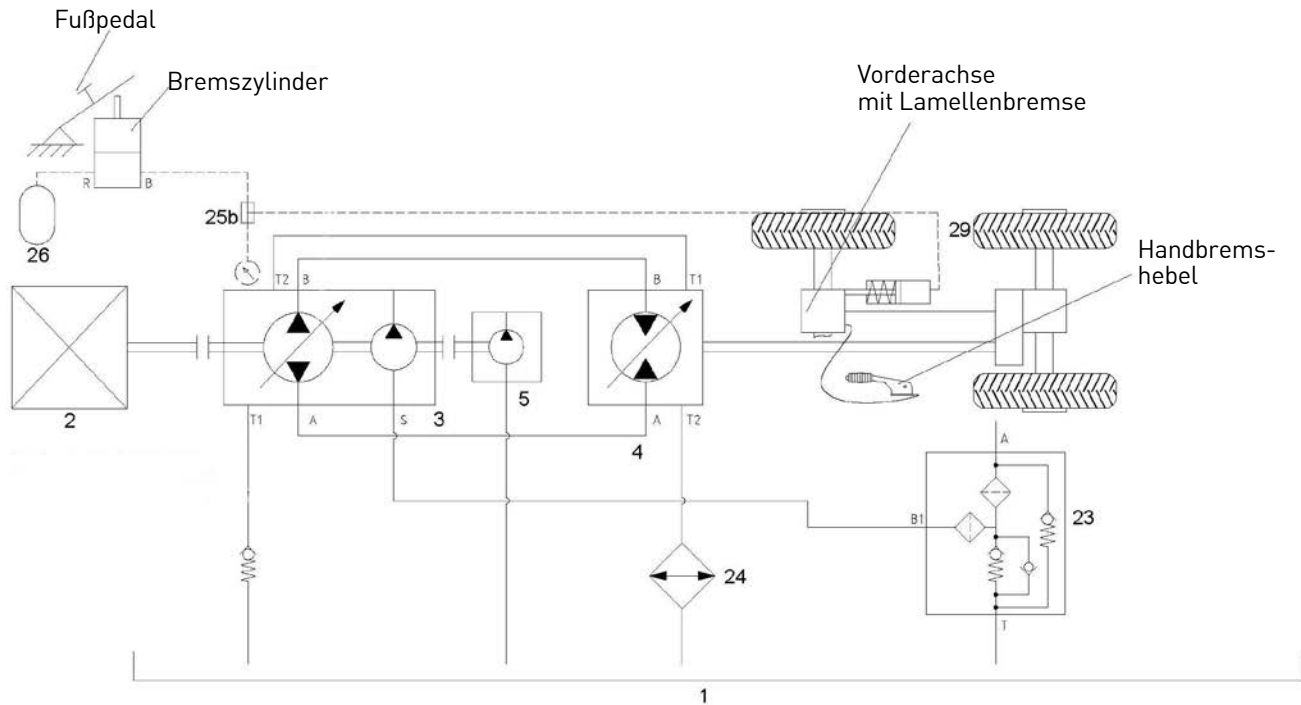 Fußpedal
Bremszylinder
Vorderachse
mit Lamellenbremse
R
B
25b
26
29
Handbrems-
hebel
T2
B
B
T1
2
T1
A
S
3
5
4
A
T2
A
B1
23
24
T
1